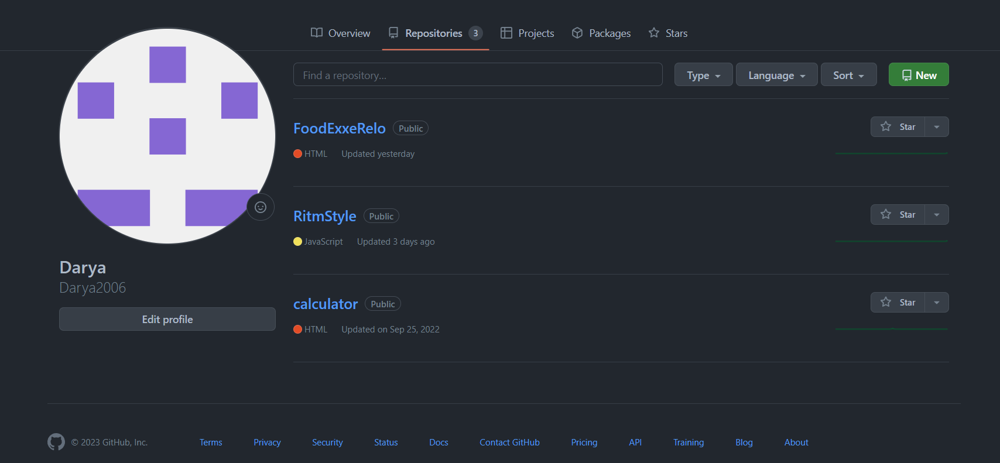 Overview Repositories 3 Projects Packages Stars
Find a repository... Type Language Sort New
FoodExxeRelo Public Star
HTML Updated yesterday
RitmStyle Public Star
JavaScript Updated 3 days ago
calculator Public Star
HTML Updated on Sep 25, 2022
Darya
Darya2006
Edit profile
© 2023 GitHub, Inc. Terms Privacy Security Status Docs Contact GitHub Pricing API Training Blog About